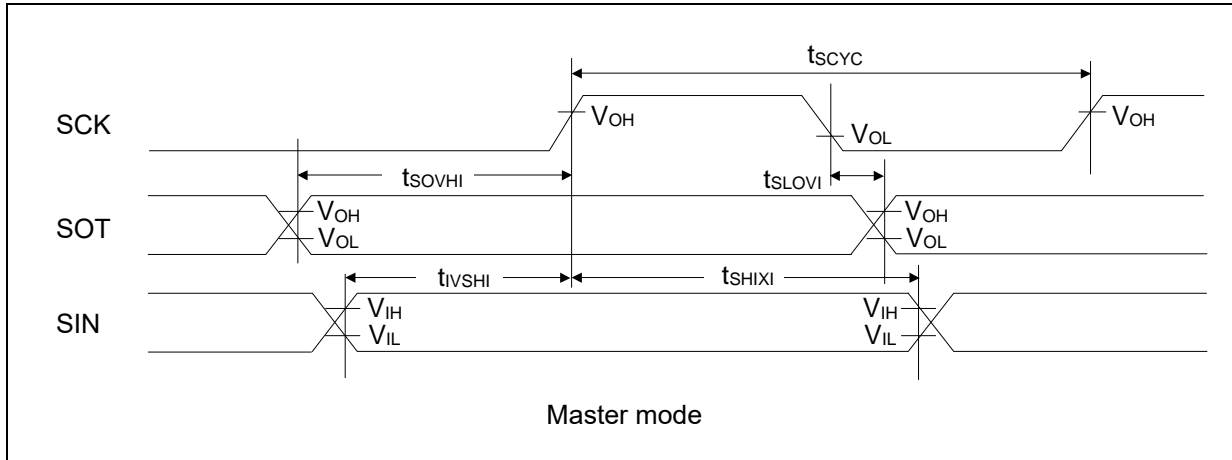 tSCYC
SCK
VOH
VOH
VOL
tSOVHI
tSLOVI
SOT
VOH
VOH
VOL
VOL
tIVSHI
tSHIXI
SIN
VIH
VIH
VIL
VIL
Master mode